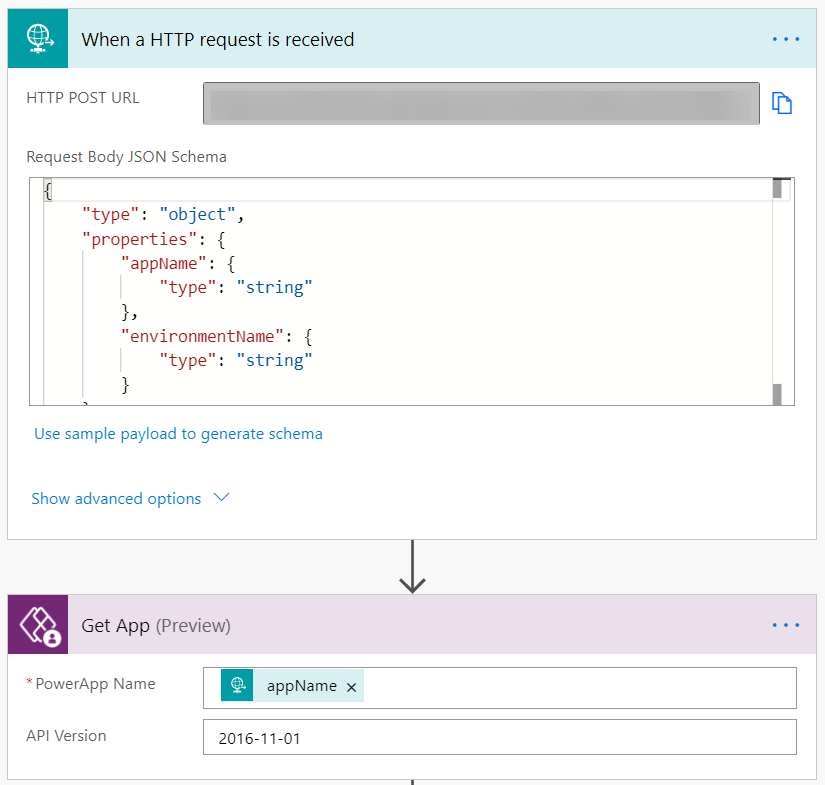 When a HTTP request is received
HTTP POST URL
Request Body JSON Schema
{
"type": "object",
"properties": {
"appName": {
"type": "string"
},
"environmentName": {
"type": "string"
}
Use sample payload to generate schema
Show advanced options
Get App (Preview)
*PowerApp Name appName ×
API Version 2016-11-01